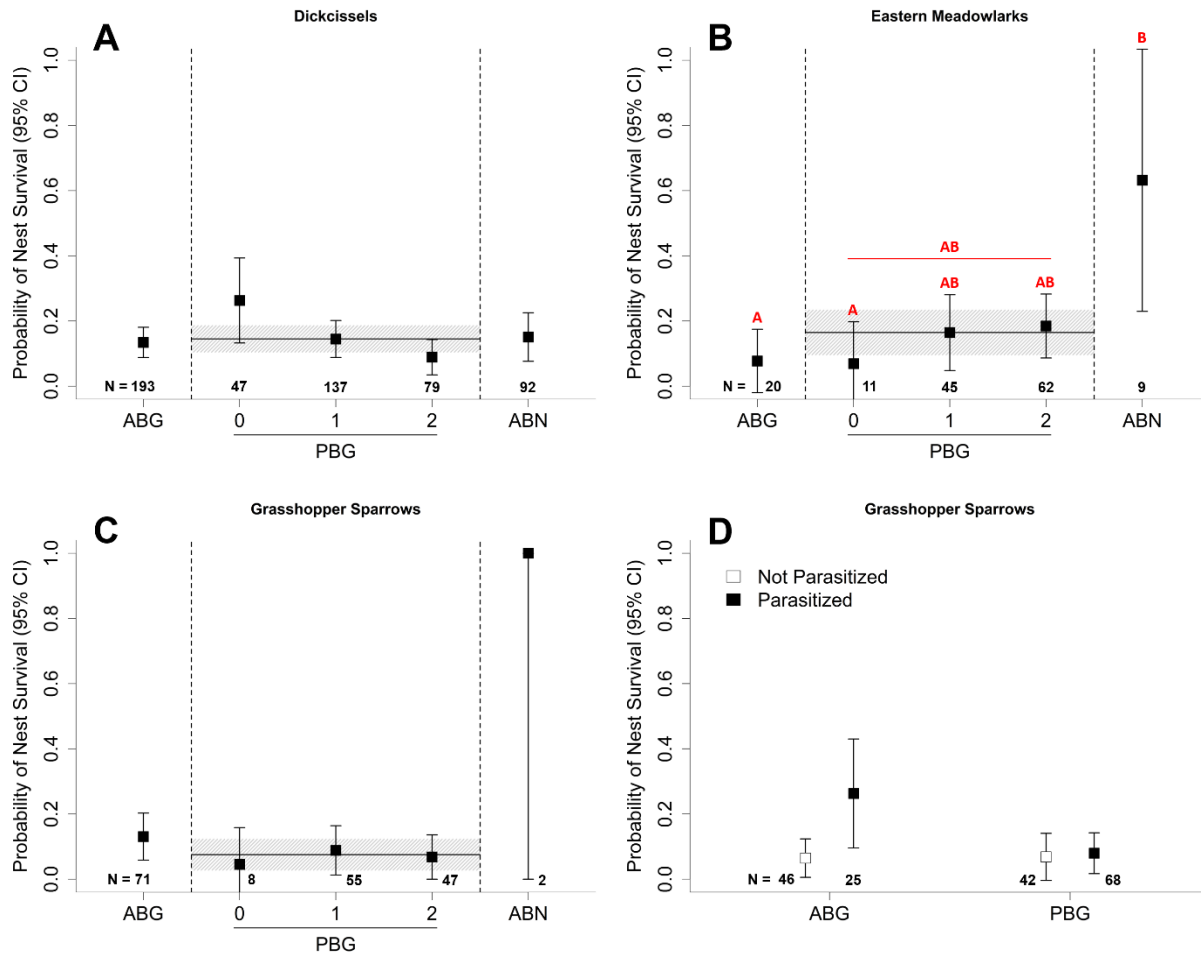 A
Dickcissels
Probability of Nest Survival (95% CI)
1.0
0.8
0.6
0.4
0.2
0.0
N = 193
47
137
79
92
ABG
0
1
2
ABN
PBG
B
Eastern Meadowlarks
Probability of Nest Survival (95% CI)
1.0
0.8
0.6
0.4
0.2
0.0
B
AB
A
A
AB
AB
N = 20
11
45
62
9
ABG
0
1
2
ABN
PBG
C
Grasshopper Sparrows
Probability of Nest Survival (95% CI)
1.0
0.8
0.6
0.4
0.2
0.0
N = 71
8
55
47
2
ABG
0
1
2
ABN
PBG
D
Grasshopper Sparrows
Probability of Nest Survival (95% CI)
1.0
0.8
0.6
0.4
0.2
0.0
Not Parasitized
Parasitized
N = 46
25
42
68
ABG
PBG